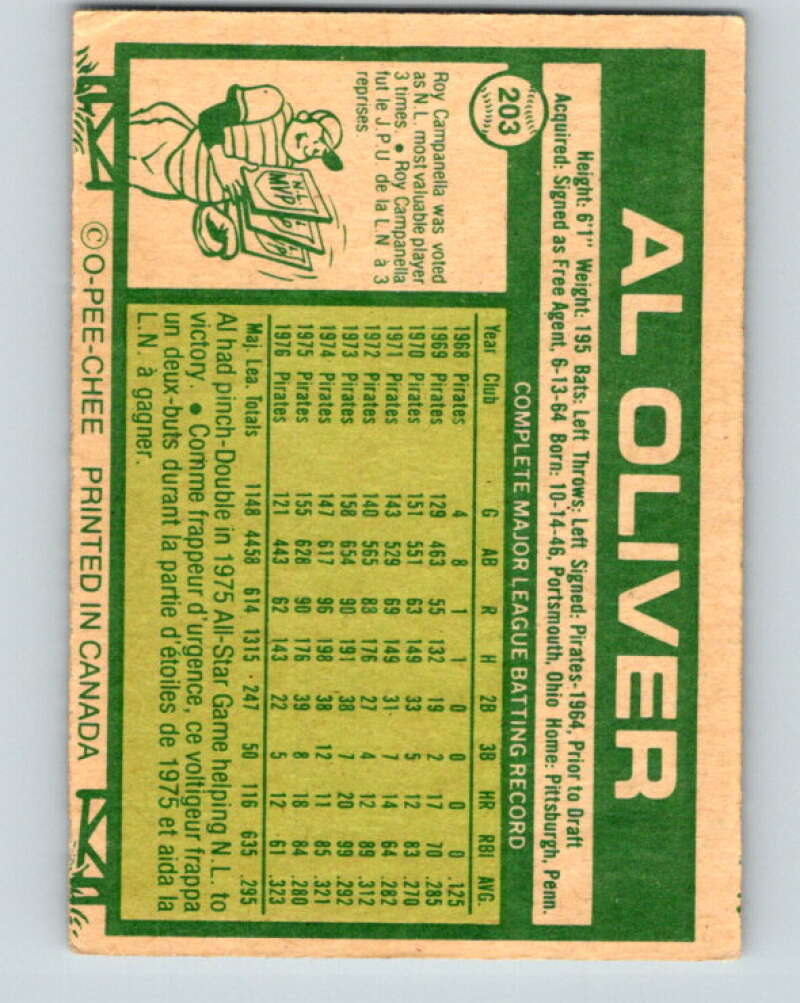 AL OLIVER
Height: 6'1" Weight: 195 Bats: Left Throws: Left Signed: Pirates-1964, Prior to Draft
Acquired: Signed as Free Agent, 6-13-64 Born: 10-14-46, Portsmouth, Ohio Home: Pittsburgh, Penn.
203
COMPLETE MAJOR LEAGUE BATTING RECORD
Roy Campanella was voted
as N.L. most valuable player
3 times. ● Roy Campanella
fut le J.P.U de la L.N à 3
reprises.
N.L.
MVP
Year Club G AB R H 2B 3B HR RBI AVG.
1968 Pirates 4 8 1 1 0 0 0 0 .125
1969 Pirates 129 463 55 132 19 2 17 70 .285
1970 Pirates 151 551 63 149 33 5 12 83 .270
1971 Pirates 143 529 69 149 31 7 14 64 .282
1972 Pirates 140 565 88 176 27 4 12 89 .312
1973 Pirates 158 654 90 191 38 7 20 99 .292
1974 Pirates 147 617 96 198 38 12 11 85 .321
1975 Pirates 155 628 90 176 39 8 18 84 .280
1976 Pirates 121 443 62 143 22 5 12 61 .323
Maj. Lea. Totals 1148 4458 614 1315 247 50 116 635 .295
Al had pinch-Double in 1975 All-Star Game helping N.L. to
victory. ● Comme frappeur d'urgence, ce voltigeur frappa
un deux-buts durant la partie d'étoiles de 1975 et aida la
L.N. à gagner.
©O-PEE-CHEE PRINTED IN CANADA